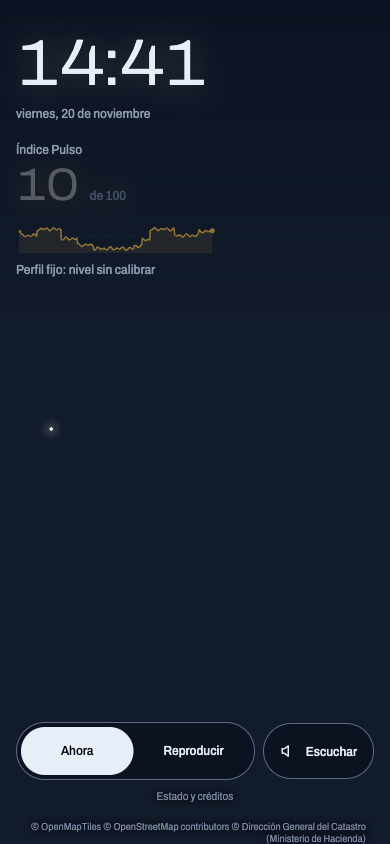 14:41
viernes, 20 de noviembre
Índice Pulso
10 de 100
Perfil fijo: nivel sin calibrar
Ahora
Reproducir
Escuchar
Estado y créditos
© OpenMapTiles © OpenStreetMap contributors © Dirección General del Catastro
(Ministerio de Hacienda)